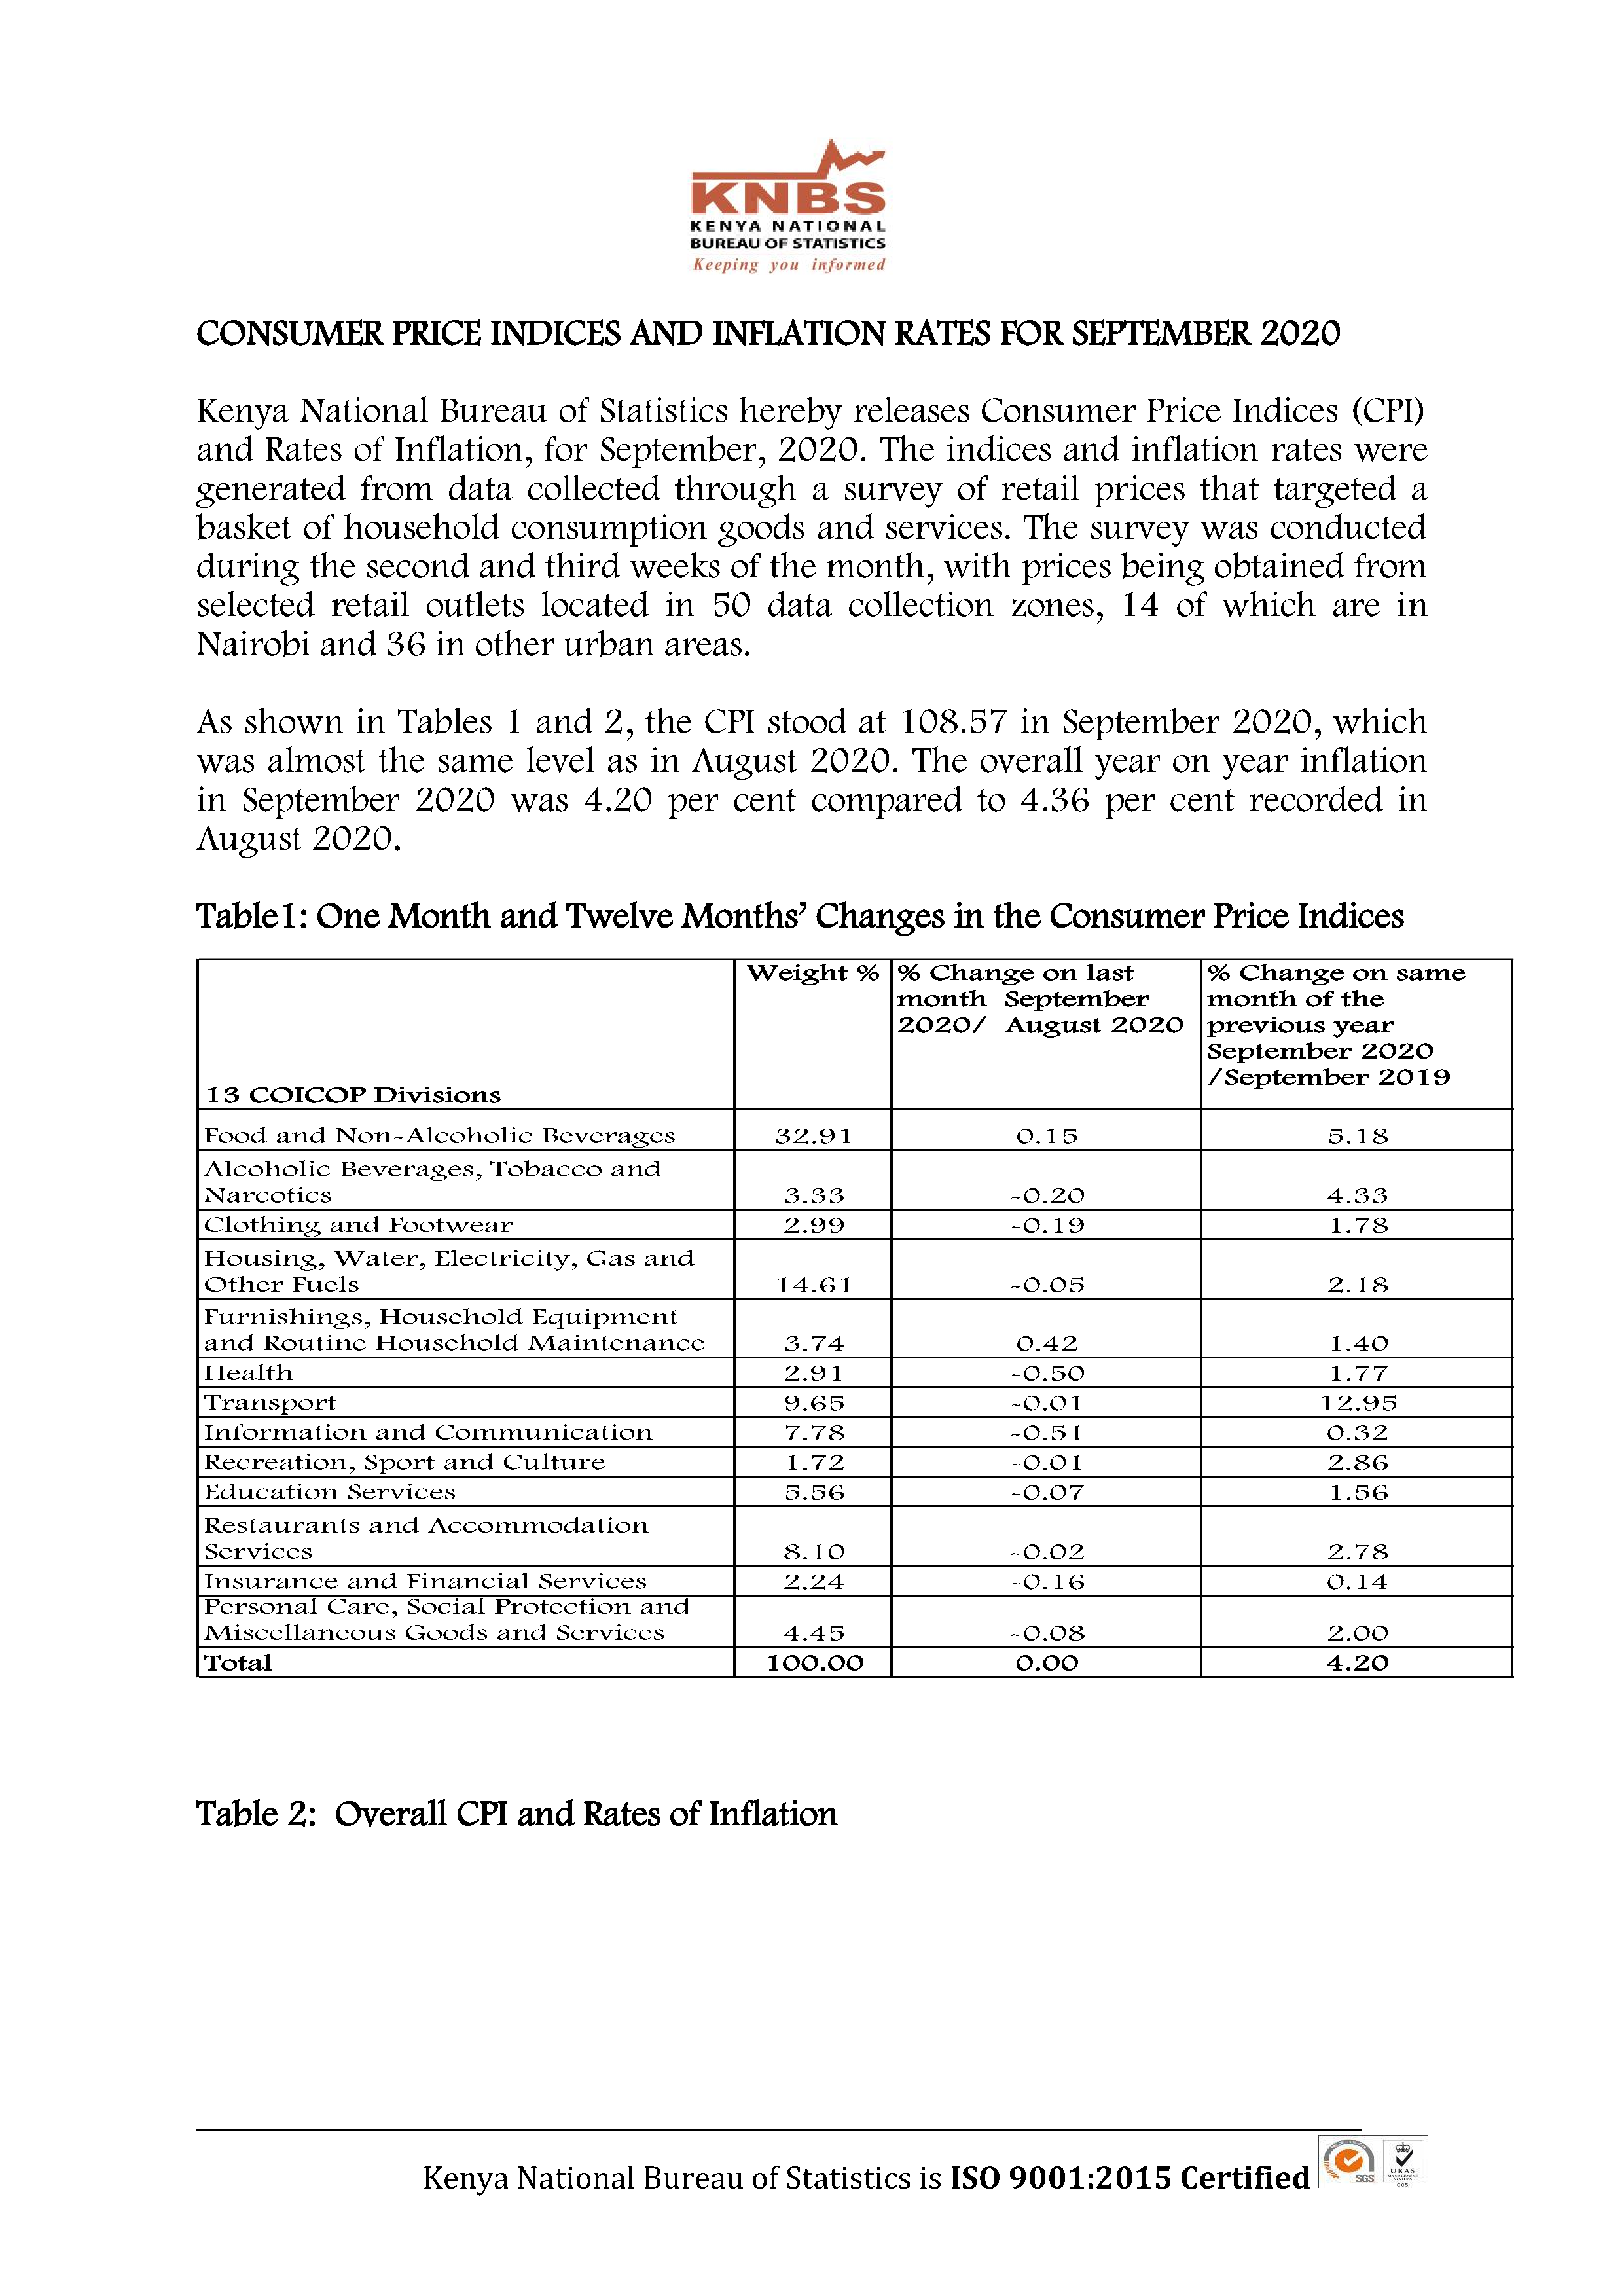 KNBS
KENYA NATIONAL
BUREAU OF STATISTICS
Keeping you informed
CONSUMER PRICE INDICES AND INFLATION RATES FOR SEPTEMBER 2020
Kenya National Bureau of Statistics hereby releases Consumer Price Indices (CPI)
and Rates of Inflation, for September, 2020. The indices and inflation rates were
generated from data collected through a survey of retail prices that targeted a
basket of household consumption goods and services. The survey was conducted
during the second and third weeks of the month, with prices being obtained from
selected retail outlets located in 50 data collection zones, 14 of which are in
Nairobi and 36 in other urban areas.
As shown in Tables 1 and 2, the CPI stood at 108.57 in September 2020, which
was almost the same level as in August 2020. The overall year on year inflation
in September 2020 was 4.20 per cent compared to 4.36 per cent recorded in
August 2020.
Table1: One Month and Twelve Months’ Changes in the Consumer Price Indices
Weight % % Change on last % Change on same
month September month of the
2020/ August 2020 previous year
September 2020
/September 2019
13 COICOP Divisions
Food and Non-Alcoholic Beverages 32.91 0.15 5.18
Alcoholic Beverages, Tobacco and
Narcotics 3.33 -0.20 4.33
Clothing and Footwear 2.99 -0.19 1.78
Housing, Water, Electricity, Gas and
Other Fuels 14.61 -0.05 2.18
Furnishings, Household Equipment
and Routine Household Maintenance 3.74 0.42 1.40
Health 2.91 -0.50 1.77
Transport 9.65 -0.01 12.95
Information and Communication 7.78 -0.51 0.32
Recreation, Sport and Culture 1.72 -0.01 2.86
Education Services 5.56 -0.07 1.56
Restaurants and Accommodation
Services 8.10 -0.02 2.78
Insurance and Financial Services 2.24 -0.16 0.14
Personal Care, Social Protection and
Miscellaneous Goods and Services 4.45 -0.08 2.00
Total 100.00 0.00 4.20
Table 2: Overall CPI and Rates of Inflation
Kenya National Bureau of Statistics is ISO 9001:2015 Certified
SGS
UKAS